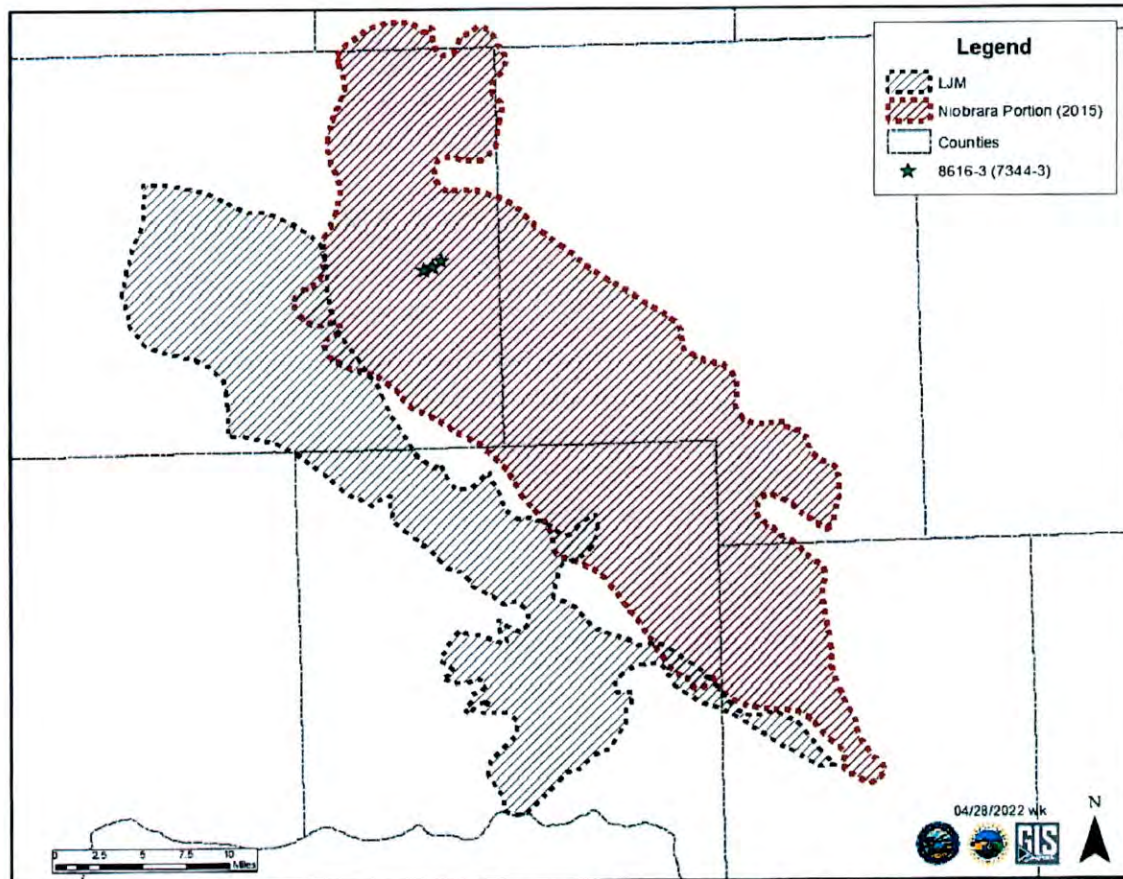 Legend
LJM
Niobrara Portion (2015)
Counties
8616-3 (7344-3)
04/28/2022 wk
N
GIS
0 2.5 5 7.5 10
Miles